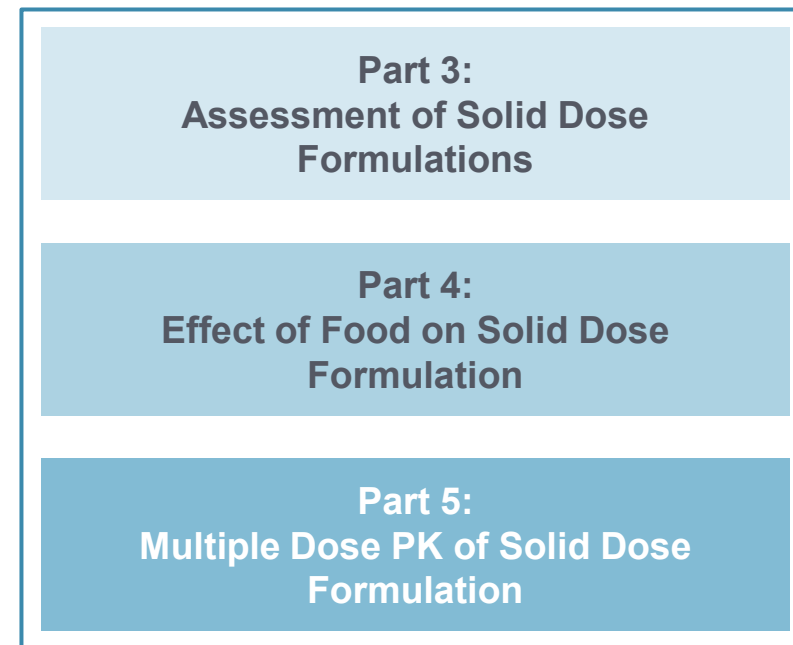 Part 3:
Assessment of Solid Dose
Formulations
Part 4:
Effect of Food on Solid Dose
Formulation
Part 5:
Multiple Dose PK of Solid Dose
Formulation